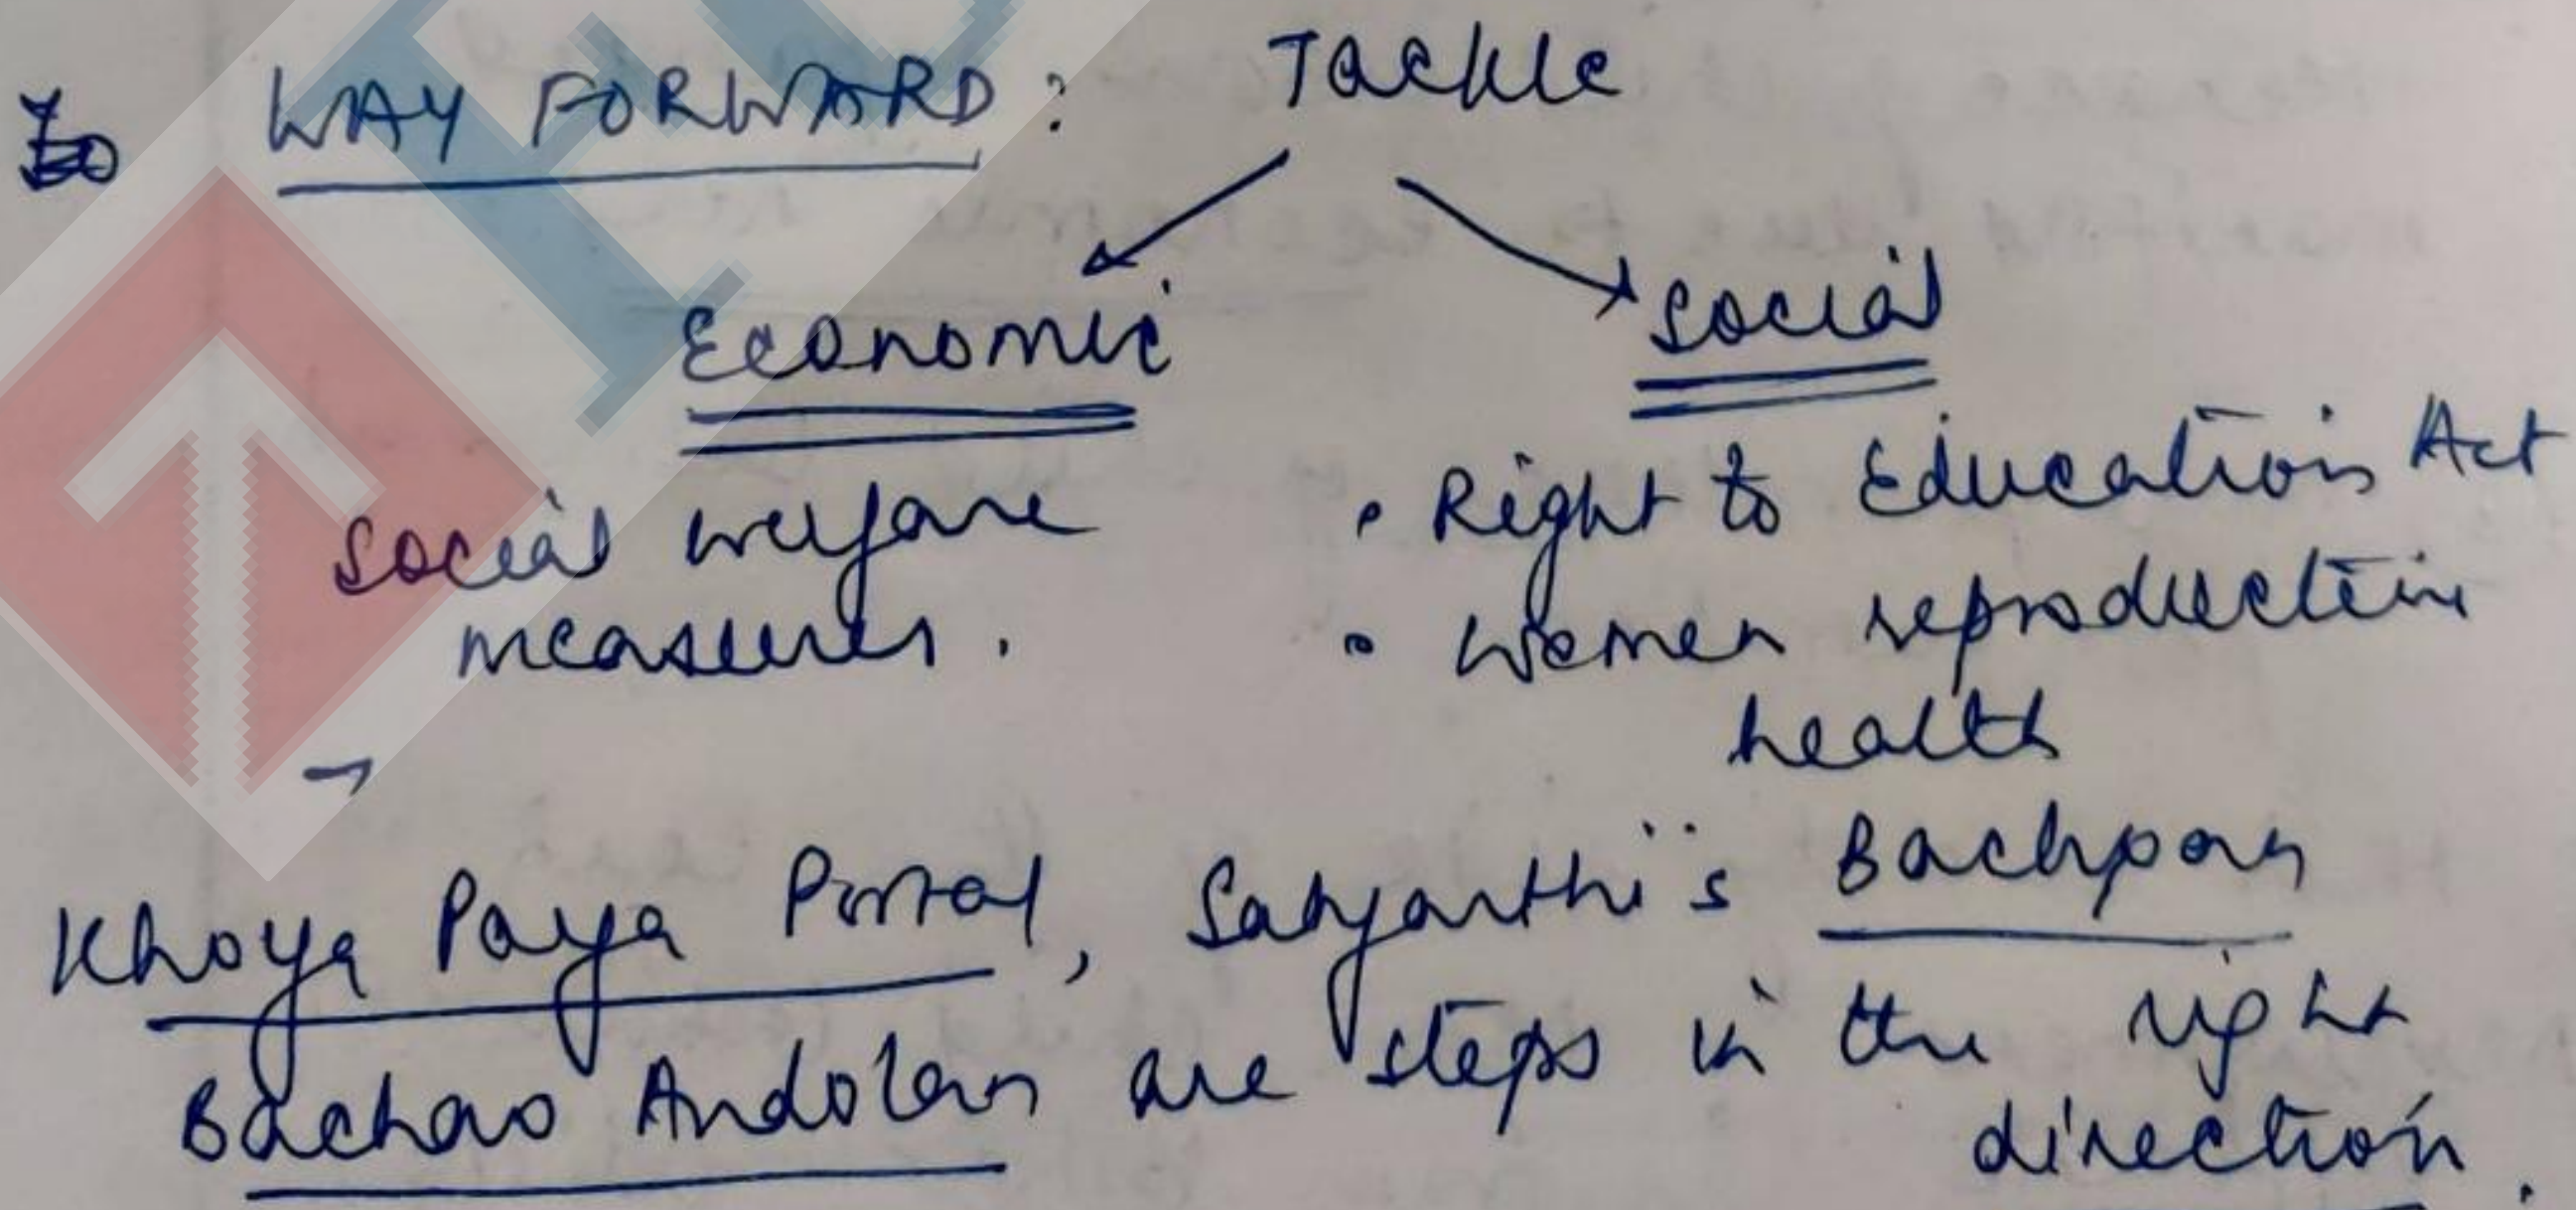 WAY FORWARD : Tackle
Economic Social
Social welfare • Right to Education Act
measures. • Women reproductive
health
Khoya Paya Portal, Satyarthi's Bachpan
Bachao Andolan are steps in the right
direction.